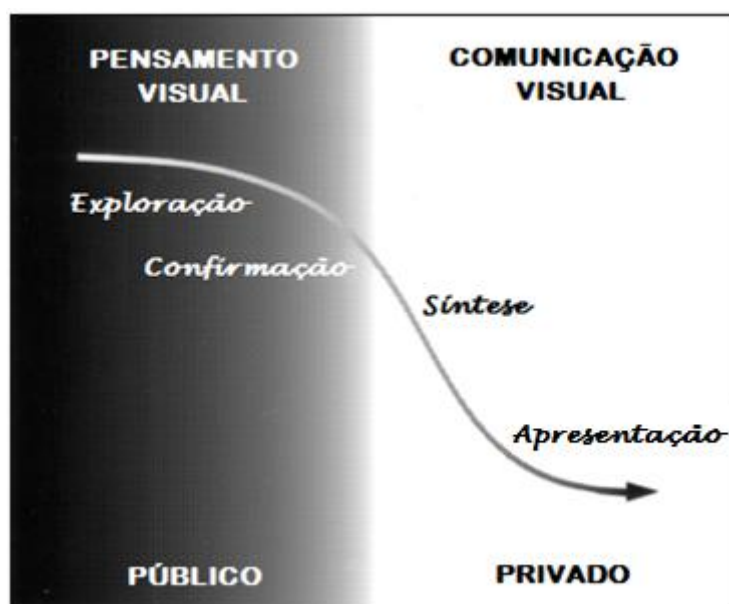 PENSAMENTO
VISUAL
COMUNICAÇÃO
VISUAL
Exploração
Confirmação
Síntese
Apresentação
PÚBLICO
PRIVADO